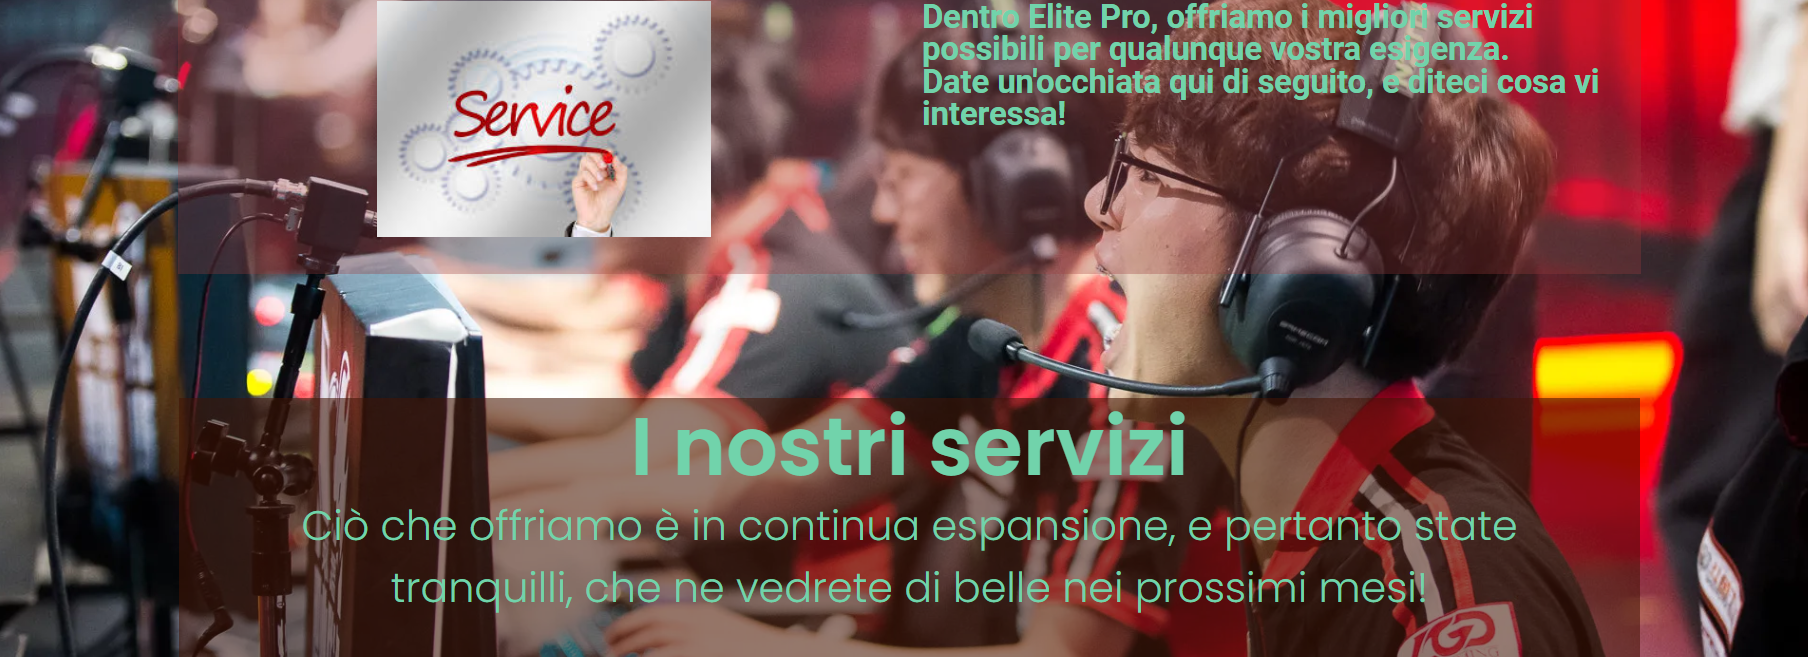 Service
Dentro Elite Pro, offriamo i migliori servizi
possibili per qualunque vostra esigenza.
Date un'occhiata qui di seguito, e diteci cosa vi
interessa!
I nostri servizi
Ciò che offriamo è in continua espansione, e pertanto state
tranquilli, che ne vedrete di belle nei prossimi mesi!